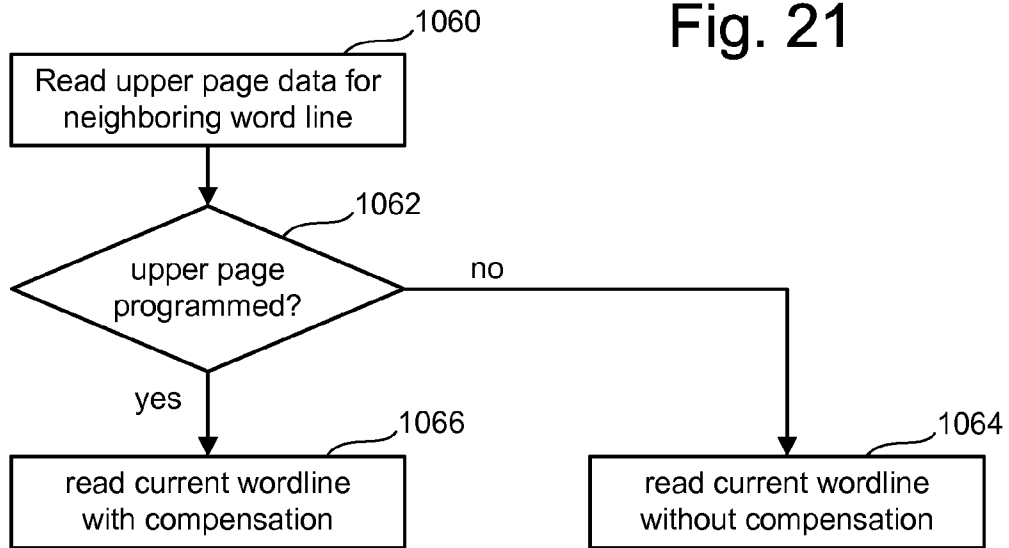 Fig. 21
1060
Read upper page data for
neighboring word line
1062
upper page
programmed?
no
yes
1066
read current wordline
with compensation
1064
read current wordline
without compensation